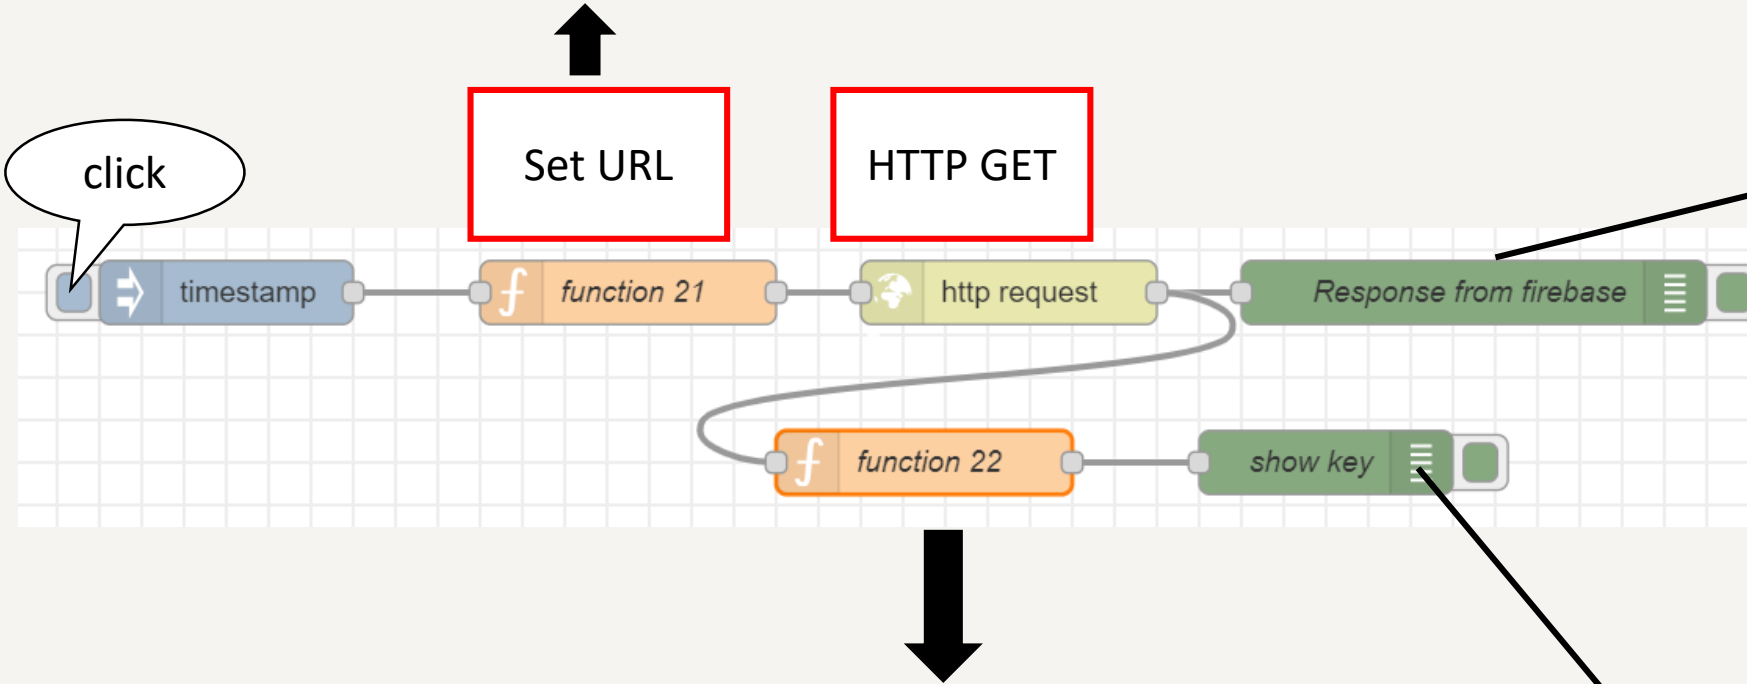 Set URL
HTTP GET
click
timestamp
function 21
http request
Response from firebase
function 22
show key